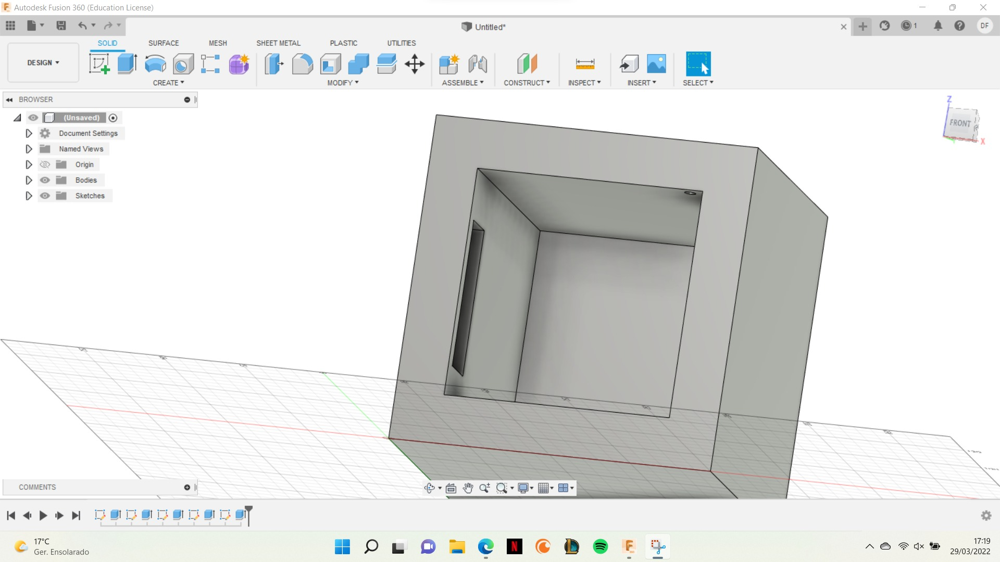 Autodesk Fusion 360 (Education License)
Untitled*
1
DF
SOLID
SURFACE
MESH
SHEET METAL
PLASTIC
UTILITIES
DESIGN
CREATE
MODIFY
ASSEMBLE
CONSTRUCT
INSPECT
INSERT
SELECT
BROWSER
(Unsaved)
Document Settings
Named Views
Origin
Bodies
Sketches
Z
FRONT
X
COMMENTS
17°C
Ger. Ensolarado
17:19
29/03/2022